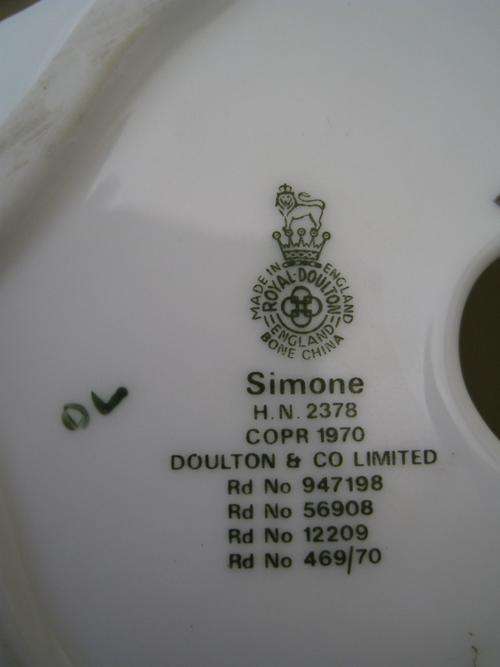 MADE IN ENGLAND
ROYAL DOULTON
ENGLAND
BONE CHINA
Simone
H.N. 2378
COPR 1970
DOULTON & CO LIMITED
Rd No 947198
Rd No 56908
Rd No 12209
Rd No 469/70